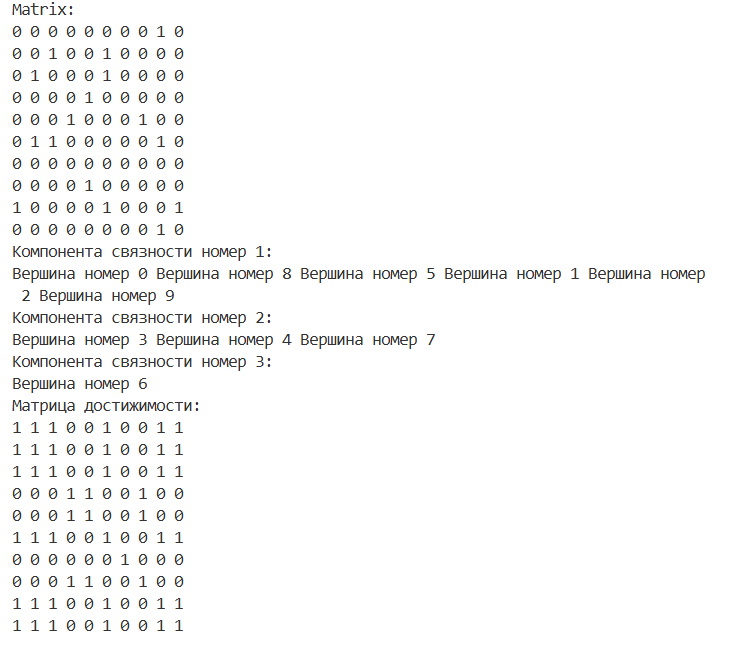 Matrix:
0 0 0 0 0 0 0 0 1 0
0 0 1 0 0 1 0 0 0 0
0 1 0 0 0 1 0 0 0 0
0 0 0 0 1 0 0 0 0 0
0 0 0 1 0 0 0 1 0 0
0 1 1 0 0 0 0 0 1 0
0 0 0 0 0 0 0 0 0 0
0 0 0 0 1 0 0 0 0 0
1 0 0 0 0 1 0 0 0 1
0 0 0 0 0 0 0 0 1 0
Компонента связности номер 1:
Вершина номер 0 Вершина номер 8 Вершина номер 5 Вершина номер 1 Вершина номер
2 Вершина номер 9
Компонента связности номер 2:
Вершина номер 3 Вершина номер 4 Вершина номер 7
Компонента связности номер 3:
Вершина номер 6
Матрица достижимости:
1 1 1 0 0 1 0 0 1 1
1 1 1 0 0 1 0 0 1 1
1 1 1 0 0 1 0 0 1 1
0 0 0 1 1 0 0 1 0 0
0 0 0 1 1 0 0 1 0 0
1 1 1 0 0 1 0 0 1 1
0 0 0 0 0 0 1 0 0 0
0 0 0 1 1 0 0 1 0 0
1 1 1 0 0 1 0 0 1 1
1 1 1 0 0 1 0 0 1 1